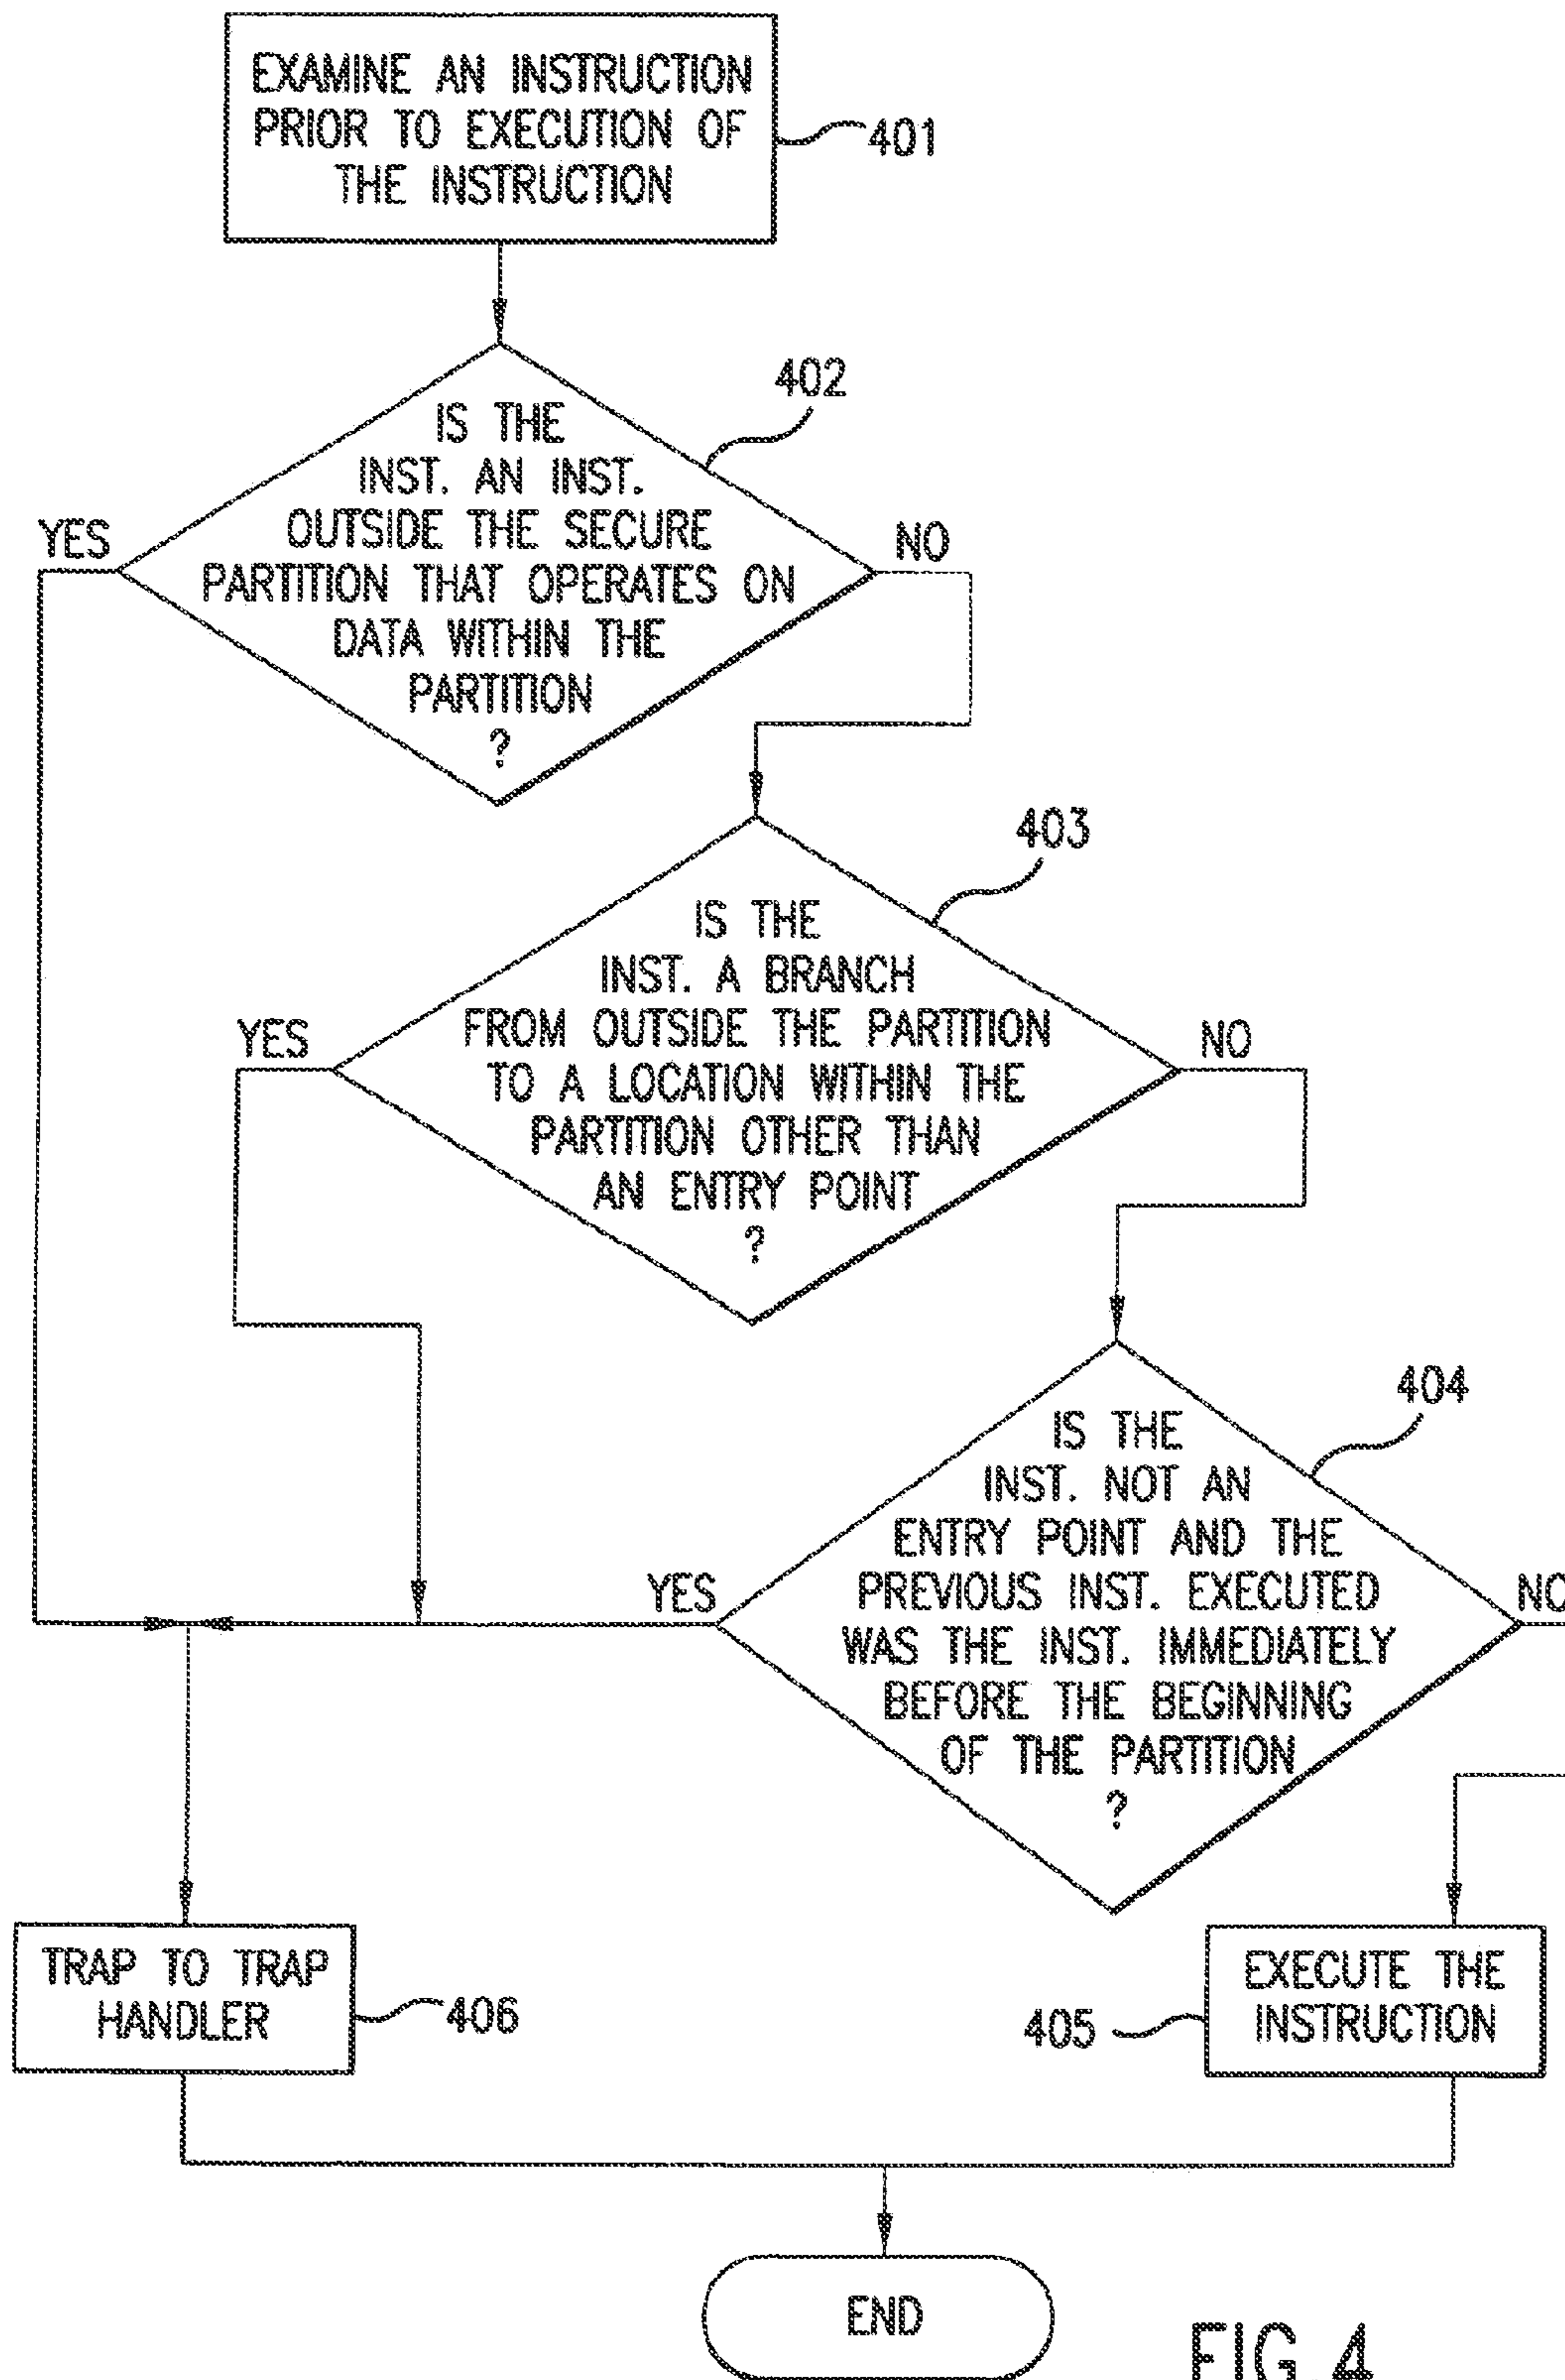 EXAMINE AN INSTRUCTION
PRIOR TO EXECUTION OF
THE INSTRUCTION
401
402
IS THE
INST. AN INST.
OUTSIDE THE SECURE
PARTITION THAT OPERATES ON
DATA WITHIN THE
PARTITION
?
YES
NO
403
IS THE
INST. A BRANCH
FROM OUTSIDE THE PARTITION
TO A LOCATION WITHIN THE
PARTITION OTHER THAN
AN ENTRY POINT
?
YES
NO
404
IS THE
INST. NOT AN
ENTRY POINT AND THE
PREVIOUS INST. EXECUTED
WAS THE INST. IMMEDIATELY
BEFORE THE BEGINNING
OF THE PARTITION
?
YES
NO
TRAP TO TRAP
HANDLER
406
405
EXECUTE THE
INSTRUCTION
END
FIG. 4